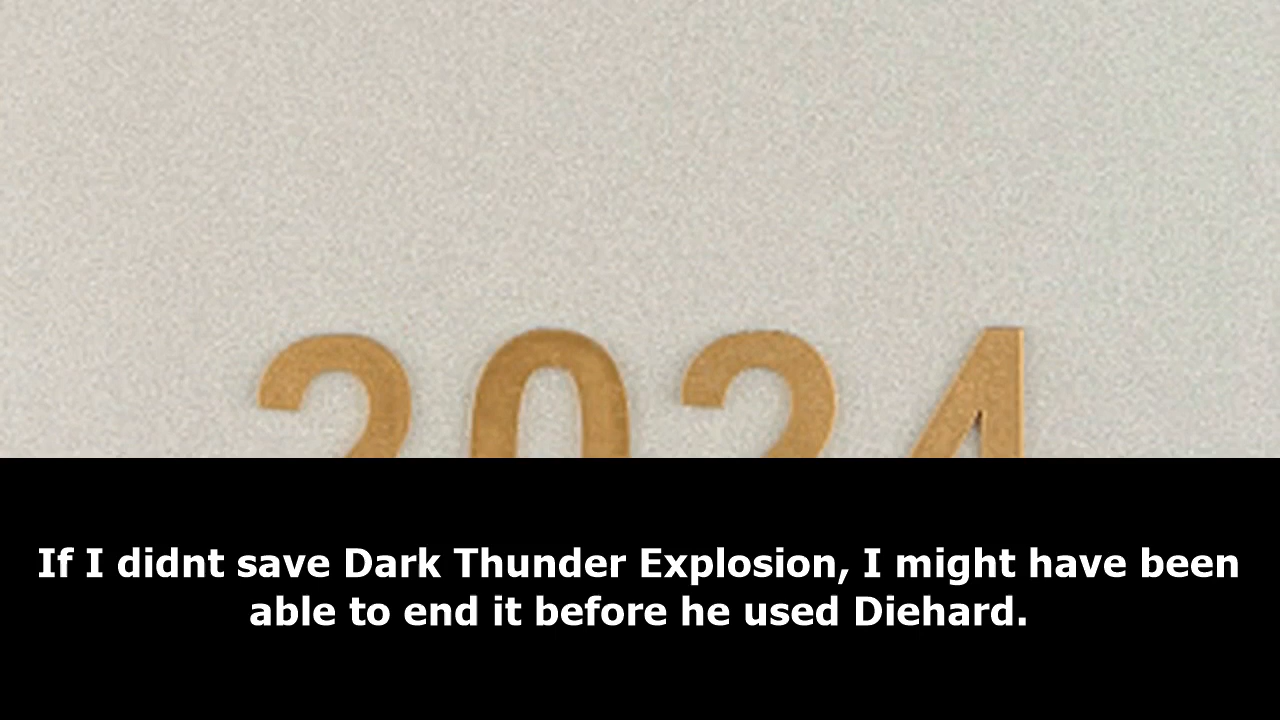 2024
If I didnt save Dark Thunder Explosion, I might have been
able to end it before he used Diehard.